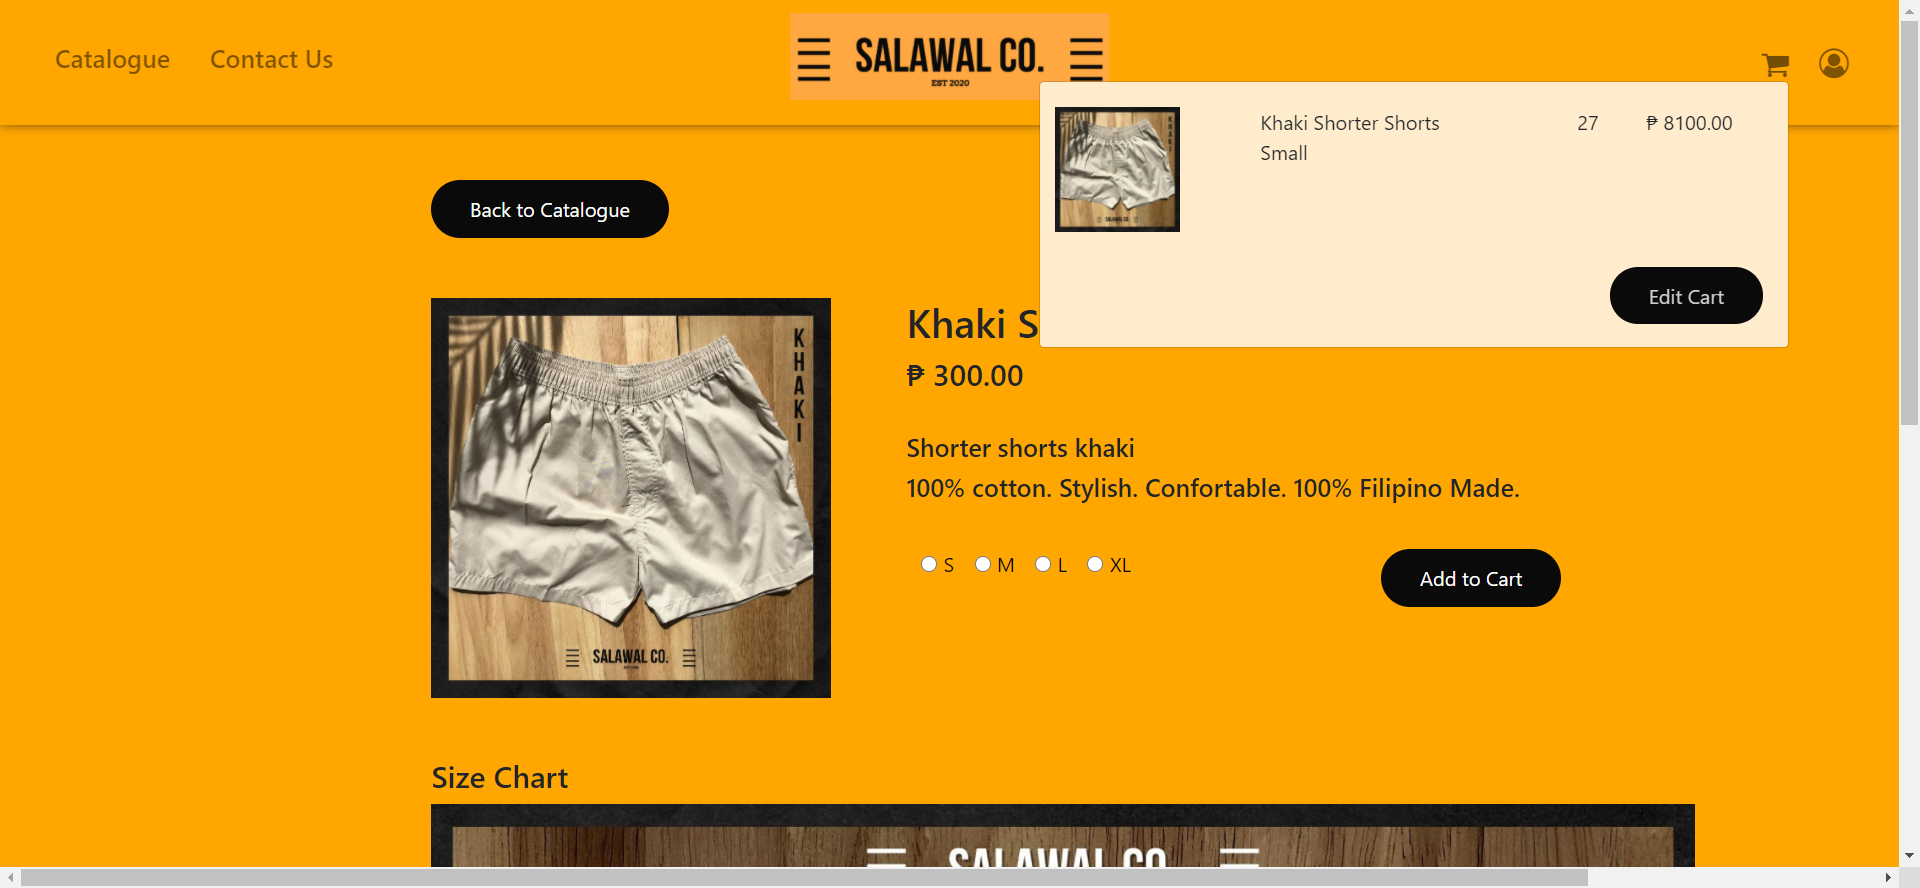 Catalogue Contact Us
SALAWAL CO.
EST 2020
Khaki Shorter Shorts 27 ₱ 8100.00
Small
Edit Cart
Back to Catalogue
KHAKI
SALAWAL CO.
Khaki S
₱ 300.00
Shorter shorts khaki
100% cotton. Stylish. Confortable. 100% Filipino Made.
S M L XL
Add to Cart
Size Chart
SALAWAL CO